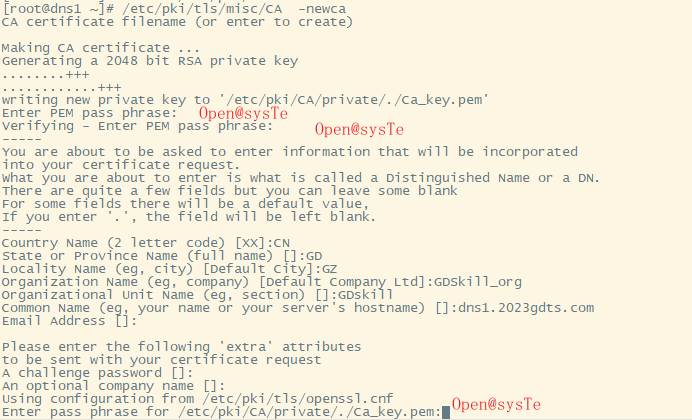 [root@dns1 ~]# /etc/pki/tls/misc/CA  -newca
CA certificate filename (or enter to create)

Making CA certificate ...
Generating a 2048 bit RSA private key
........+++
............+++
writing new private key to '/etc/pki/CA/private/./Ca_key.pem'
Enter PEM pass phrase: Open@sysTe
Verifying - Enter PEM pass phrase: Open@sysTe
-----
You are about to be asked to enter information that will be incorporated
into your certificate request.
What you are about to enter is what is called a Distinguished Name or a DN.
There are quite a few fields but you can leave some blank
For some fields there will be a default value,
If you enter '.', the field will be left blank.
-----
Country Name (2 letter code) [XX]:CN
State or Province Name (full name) []:GD
Locality Name (eg, city) [Default City]:GZ
Organization Name (eg, company) [Default Company Ltd]:GDSkill_org
Organizational Unit Name (eg, section) []:GDskill
Common Name (eg, your name or your server's hostname) []:dns1.2023gdts.com
Email Address []:

Please enter the following 'extra' attributes
to be sent with your certificate request
A challenge password []:
An optional company name []:
Using configuration from /etc/pki/tls/openssl.cnf
Enter pass phrase for /etc/pki/CA/private/./Ca_key.pem: Open@sysTe